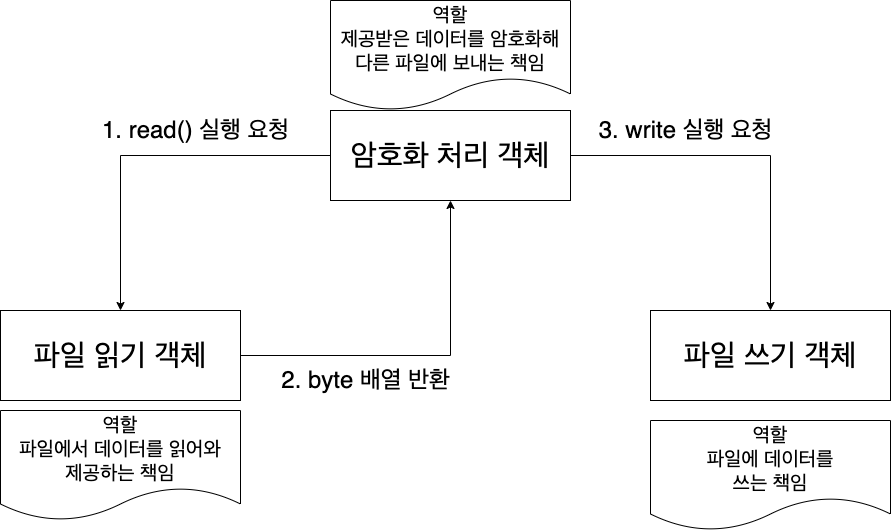 역할
제공받은 데이터를 암호화해
다른 파일에 보내는 책임
1. read() 실행 요청
3. write 실행 요청
암호화 처리 객체
파일 읽기 객체
파일 쓰기 객체
2. byte 배열 반환
역할
파일에서 데이터를 읽어와
제공하는 책임
역할
파일에 데이터를
쓰는 책임